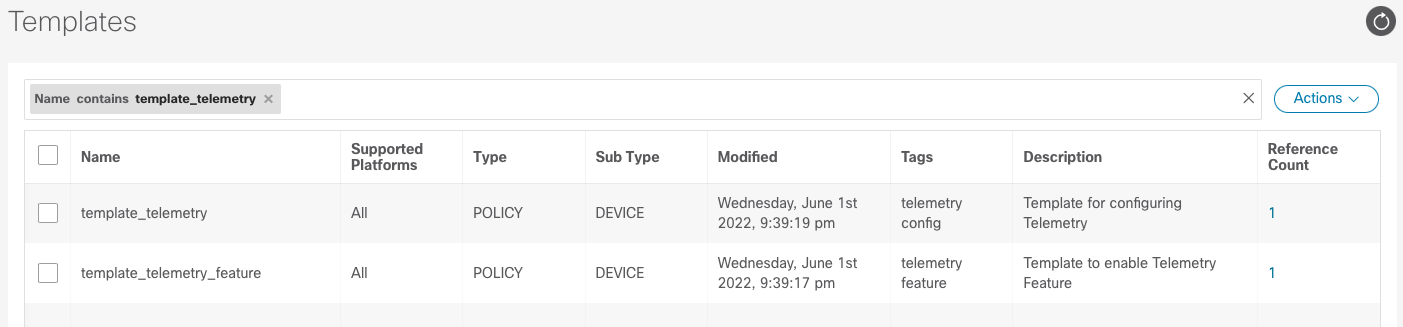 Templates
Name contains template_telemetry ×
Actions
Name
Supported
Platforms
Type
Sub Type
Modified
Tags
Description
Reference
Count
template_telemetry
All
POLICY
DEVICE
Wednesday, June 1st
2022, 9:39:19 pm
telemetry
config
Template for configuring
Telemetry
1
template_telemetry_feature
All
POLICY
DEVICE
Wednesday, June 1st
2022, 9:39:17 pm
telemetry
feature
Template to enable Telemetry
Feature
1